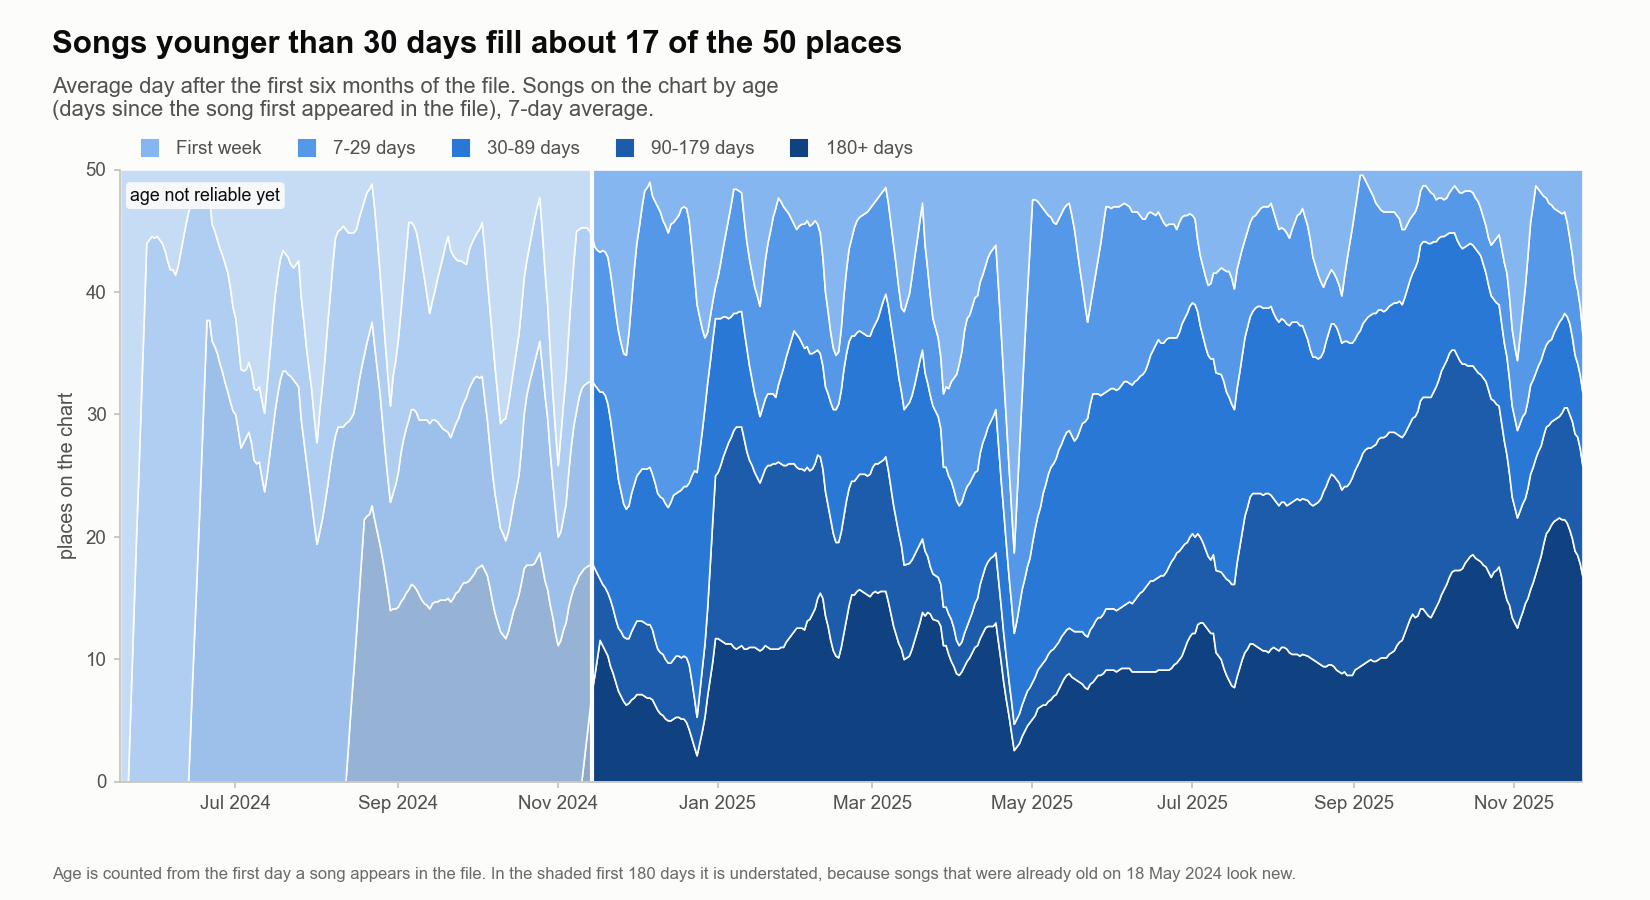 Songs younger than 30 days fill about 17 of the 50 places
Average day after the first six months of the file. Songs on the chart by age
(days since the song first appeared in the file), 7-day average.
First week 7-29 days 30-89 days 90-179 days 180+ days
age not reliable yet
places on the chart
50
40
30
20
10
0
Jul 2024 Sep 2024 Nov 2024 Jan 2025 Mar 2025 May 2025 Jul 2025 Sep 2025 Nov 2025
Age is counted from the first day a song appears in the file. In the shaded first 180 days it is understated, because songs that were already old on 18 May 2024 look new.